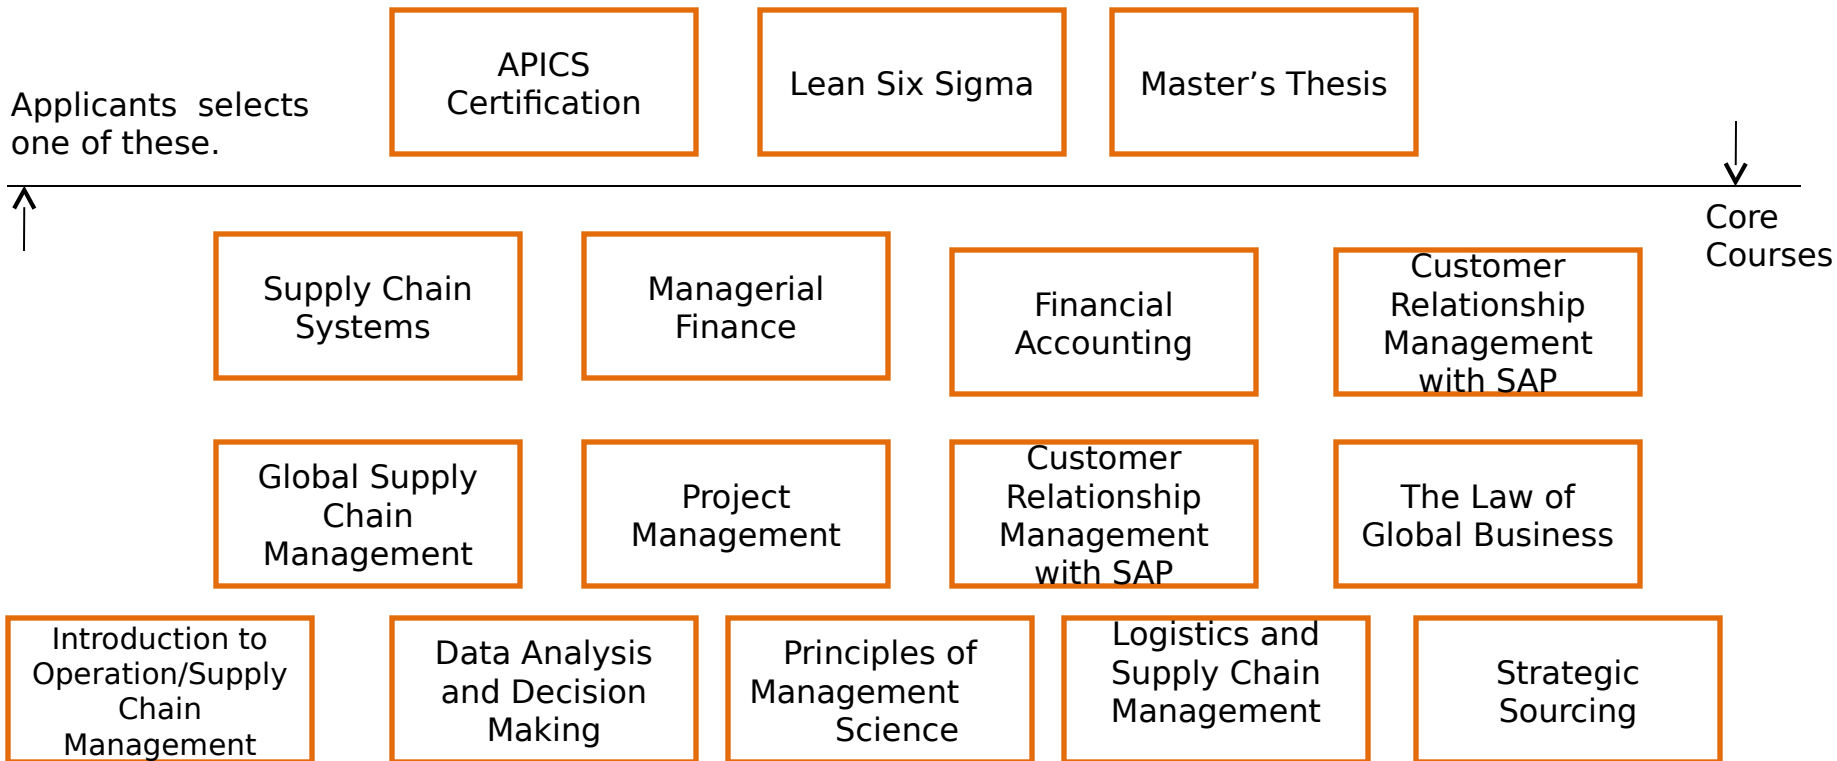 Applicants  selects
one of these.
APICS
Certification
Lean Six Sigma
Master’s Thesis
Core
Courses
Supply Chain
Systems
Managerial
Finance
Financial
Accounting
Customer
Relationship
Management
with SAP
Global Supply
Chain
Management
Project
Management
Customer
Relationship
Management
with SAP
The Law of
Global Business
Introduction to
Operation/Supply
Chain
Management
Data Analysis
and Decision
Making
Principles of
Management
Science
Logistics and
Supply Chain
Management
Strategic
Sourcing